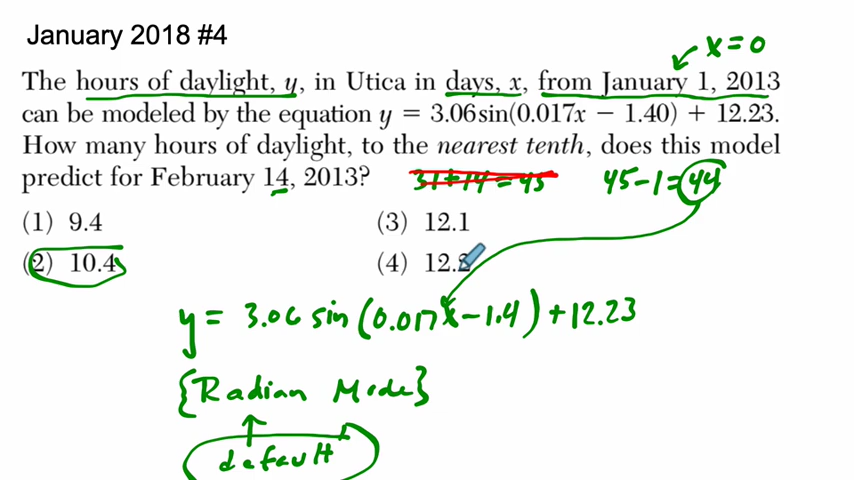 January 2018 #4
x=0
The hours of daylight, y, in Utica in days, x, from January 1, 2013
can be modeled by the equation y = 3.06sin(0.017x − 1.40) + 12.23.
How many hours of daylight, to the nearest tenth, does this model
predict for February 14, 2013?
31+14=45
45-1=44
(1) 9.4
(3) 12.1
(2) 10.4
(4) 12.2
y = 3.06 sin(0.017x-1.4)+12.23
{Radian Mode}
default